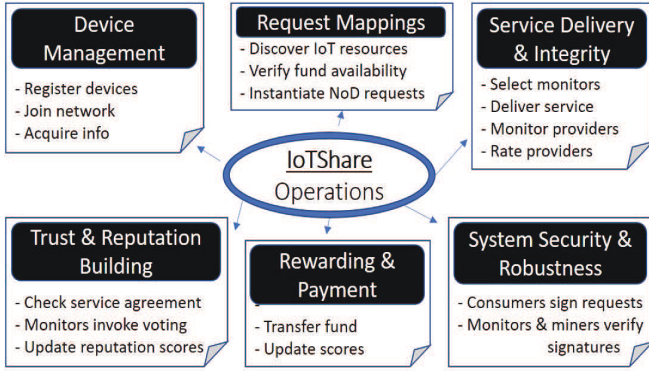 Device
Management
- Register devices
- Join network
- Acquire info
Request Mappings
- Discover IoT resources
- Verify fund availability
- Instantiate NoD requests
Service Delivery
& Integrity
- Select monitors
- Deliver service
- Monitor providers
- Rate providers
IoTShare
Operations
Trust & Reputation
Building
- Check service agreement
- Monitors invoke voting
- Update reputation scores
Rewarding &
Payment
-
- Transfer fund
- Update scores
System Security &
Robustness
- Consumers sign requests
- Monitors & miners verify
signatures